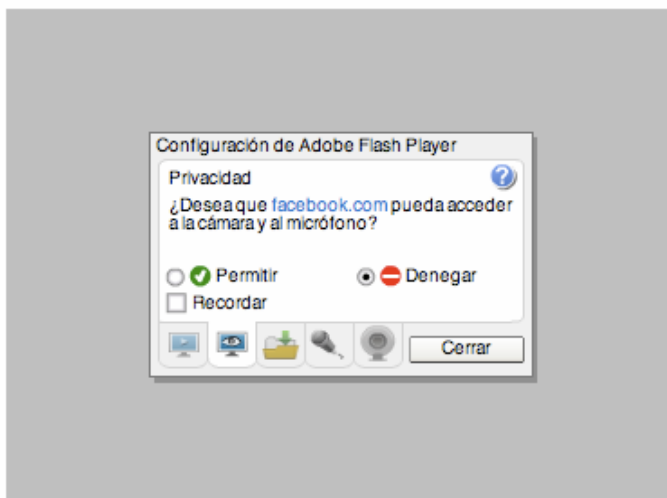 Configuración de Adobe Flash Player
Privacidad
¿Desea que facebook.com pueda acceder
a la cámara y al micrófono?
Permitir Denegar
Recordar
Cerrar